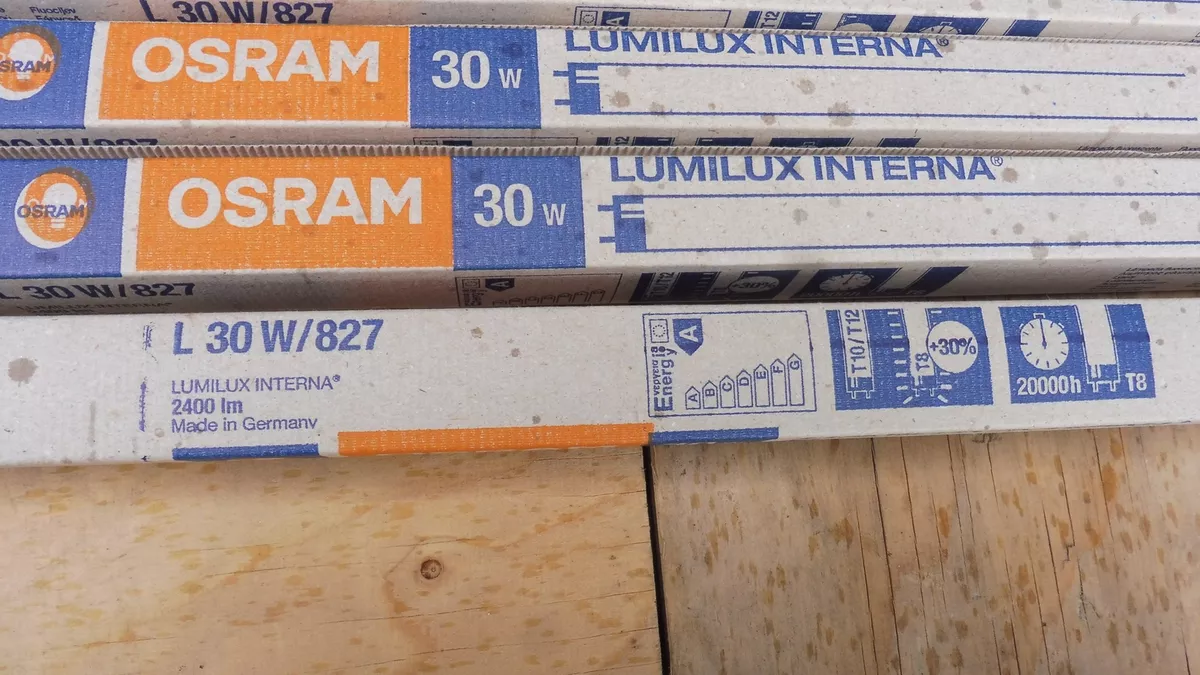 L 30 W/827
A
T12
OSRAM
OSRAM
30 W
LUMILUX INTERNA®
OSRAM
OSRAM
30 W
LUMILUX INTERNA®
L 30 W/827
A
+30%
L 30 W/827
LUMILUX INTERNA®
2400 lm
Made in Germany
Energy
A
A
B
C
D
E
F
G
T10/T12
T8
+30%
20000h
T8